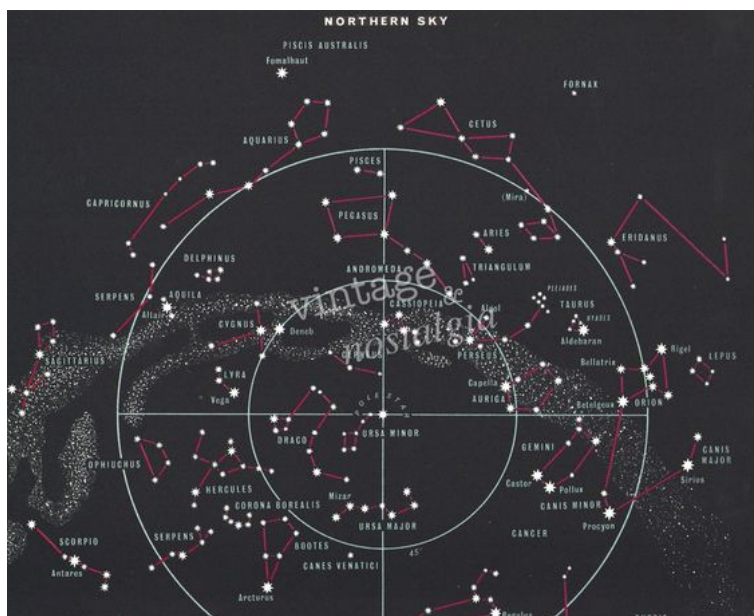 NORTHERN SKY
PISCIS AUSTRALIS
Fomalhaut
FORNAX
CETUS
AQUARIUS
PISCES
CAPRICORNUS
(Mira)
PEGASUS
ARIES
ERIDANUS
DELPHINUS
TRIANGULUM
ANDROMEDA
PLEIADES
SERPENS
AQUILA
Altair
vintage &
nostalgia
CASSIOPEIA
Algol
TAURUS
HYADES
CYGNUS
Deneb
Aldebaran
PERSEUS
Rigel
SAGITTARIUS
Bellatrix
LEPUS
LYRA
Vega
Capella
AURIGA
POLESTAR
Betelgeux
ORION
DRACO
URSA MINOR
OPHIUCHUS
GEMINI
CANIS
MAJOR
HERCULES
Castor
Pollux
Sirius
Mizar
CORONA BOREALIS
CANIS MINOR
Procyon
URSA MAJOR
SERPENS
SCORPIO
BOOTES
CANCER
45°
CANES VENATICI
Antares
Arcturus